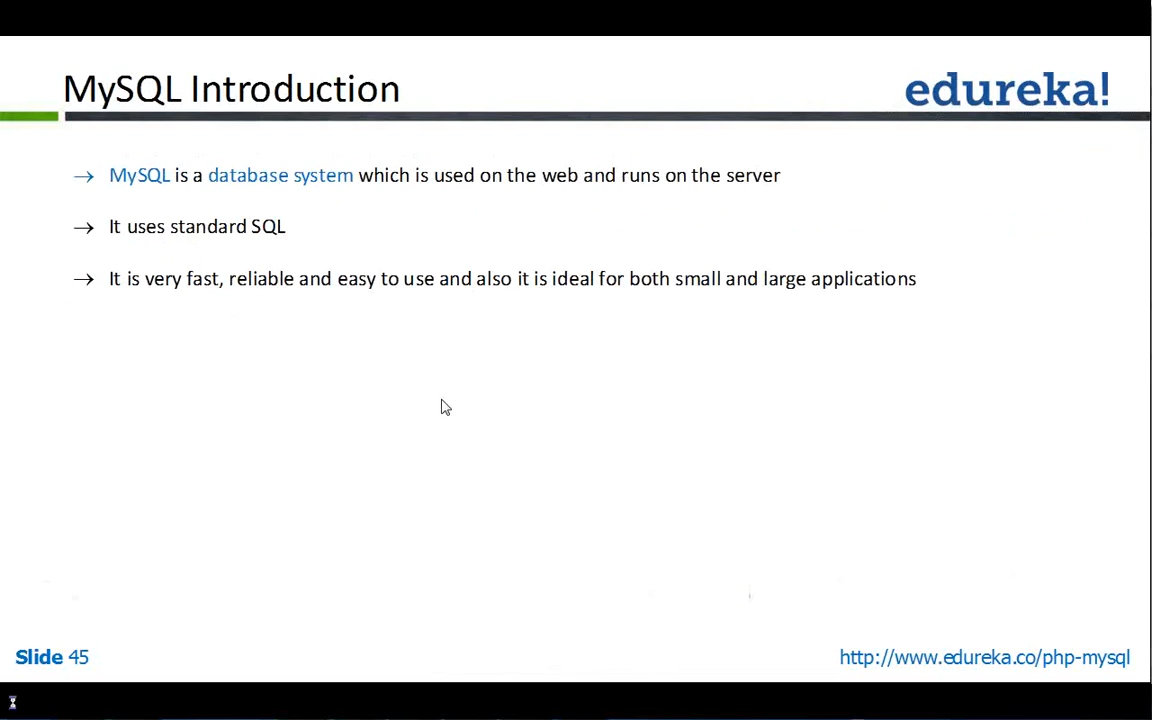 MySQL Introduction
edureka!
→ MySQL is a database system which is used on the web and runs on the server
→ It uses standard SQL
→ It is very fast, reliable and easy to use and also it is ideal for both small and large applications
Slide 45
http://www.edureka.co/php-mysql